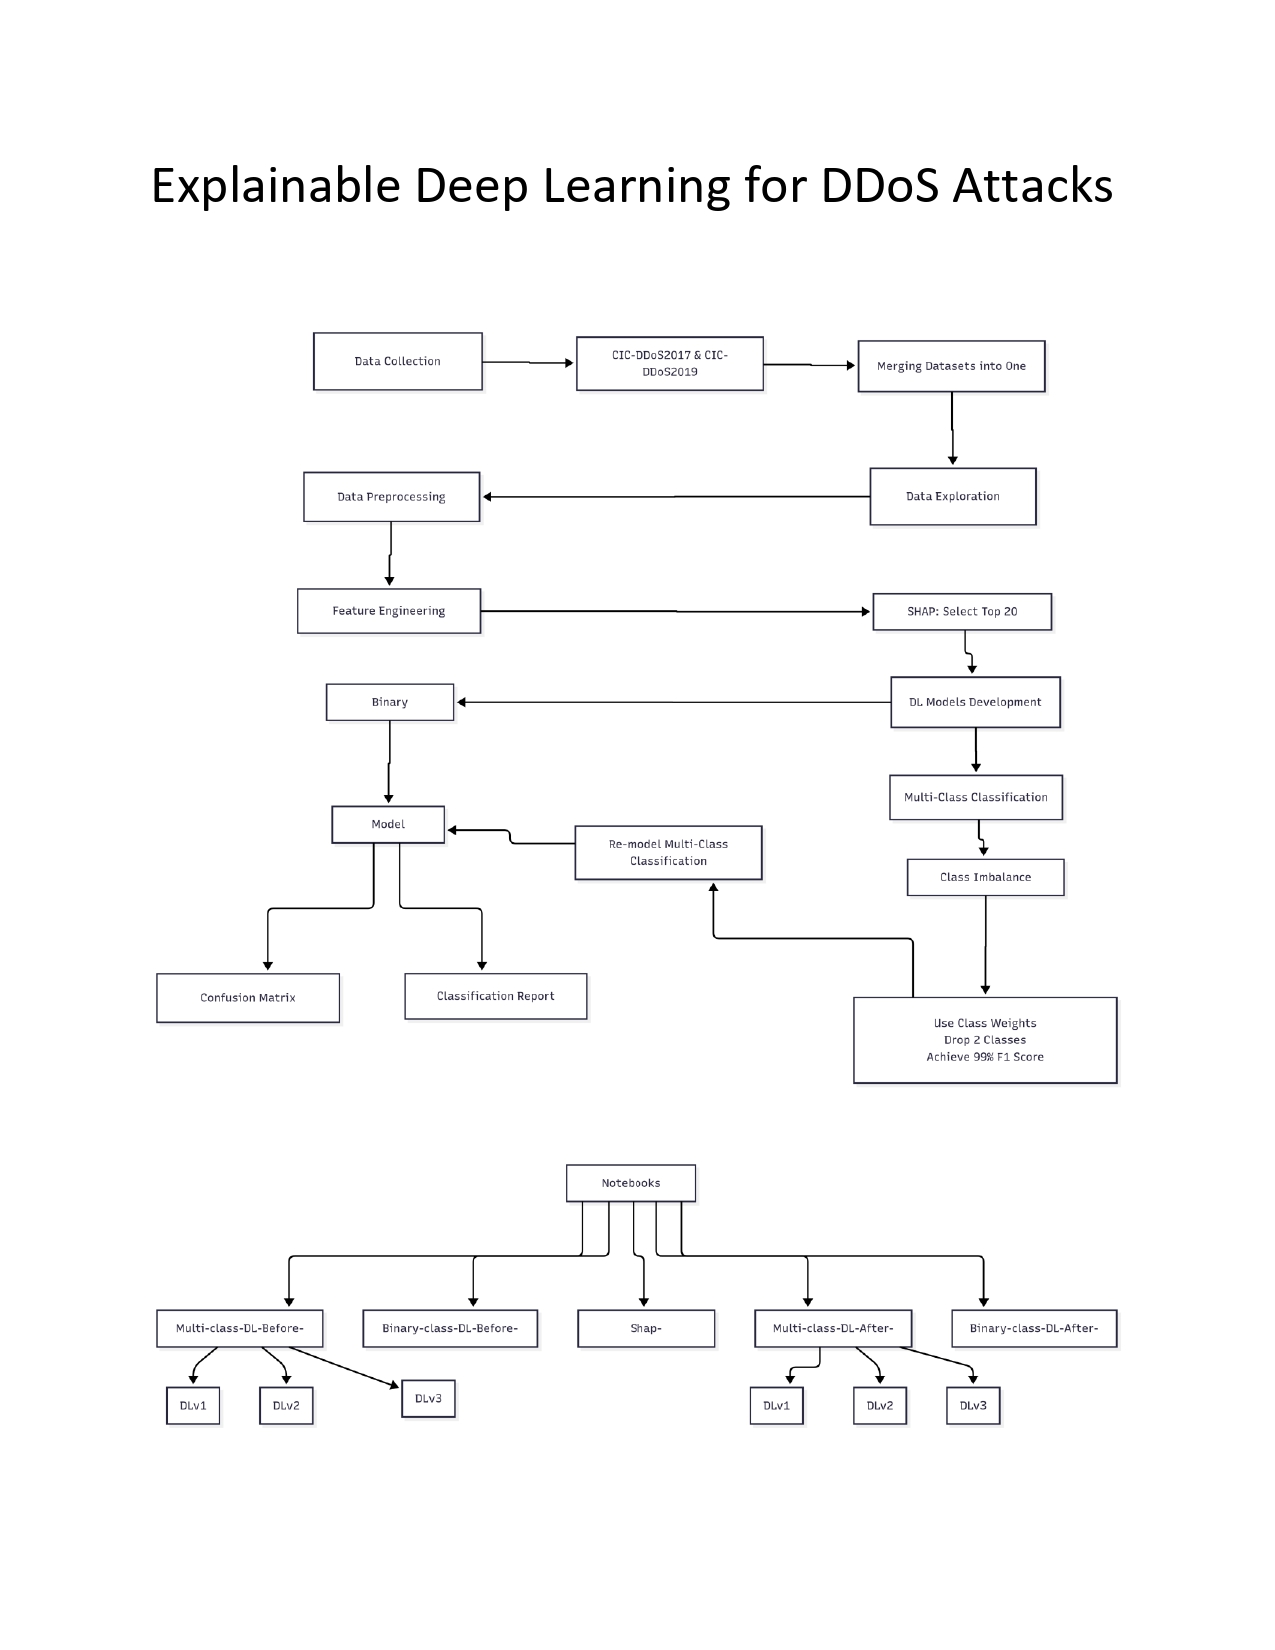 Explainable Deep Learning for DDoS Attacks
Data Collection
CIC-DDoS2017 & CIC-
DDoS2019
Merging Datasets into One
Data Preprocessing
Data Exploration
Feature Engineering
SHAP: Select Top 20
Binary
DL Models Development
Multi-Class Classification
Model
Re-model Multi-Class
Classification
Class Imbalance
Confusion Matrix
Classification Report
Use Class Weights
Drop 2 Classes
Achieve 99% F1 Score
Notebooks
Multi-class-DL-Before-
Binary-class-DL-Before-
Shap-
Multi-class-DL-After-
Binary-class-DL-After-
DLv1
DLv2
DLv3
DLv1
DLv2
DLv3